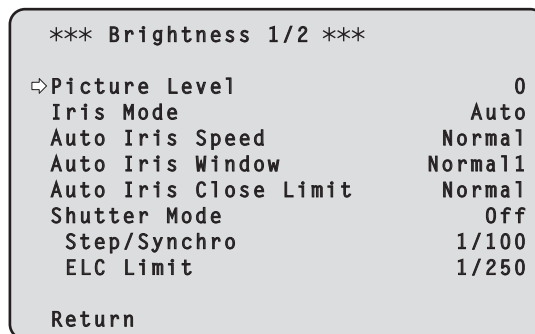 *** Brightness 1/2 ***
⇨Picture Level 0
Iris Mode Auto
Auto Iris Speed Normal
Auto Iris Window Normal1
Auto Iris Close Limit Normal
Shutter Mode Off
Step/Synchro 1/100
ELC Limit 1/250
Return